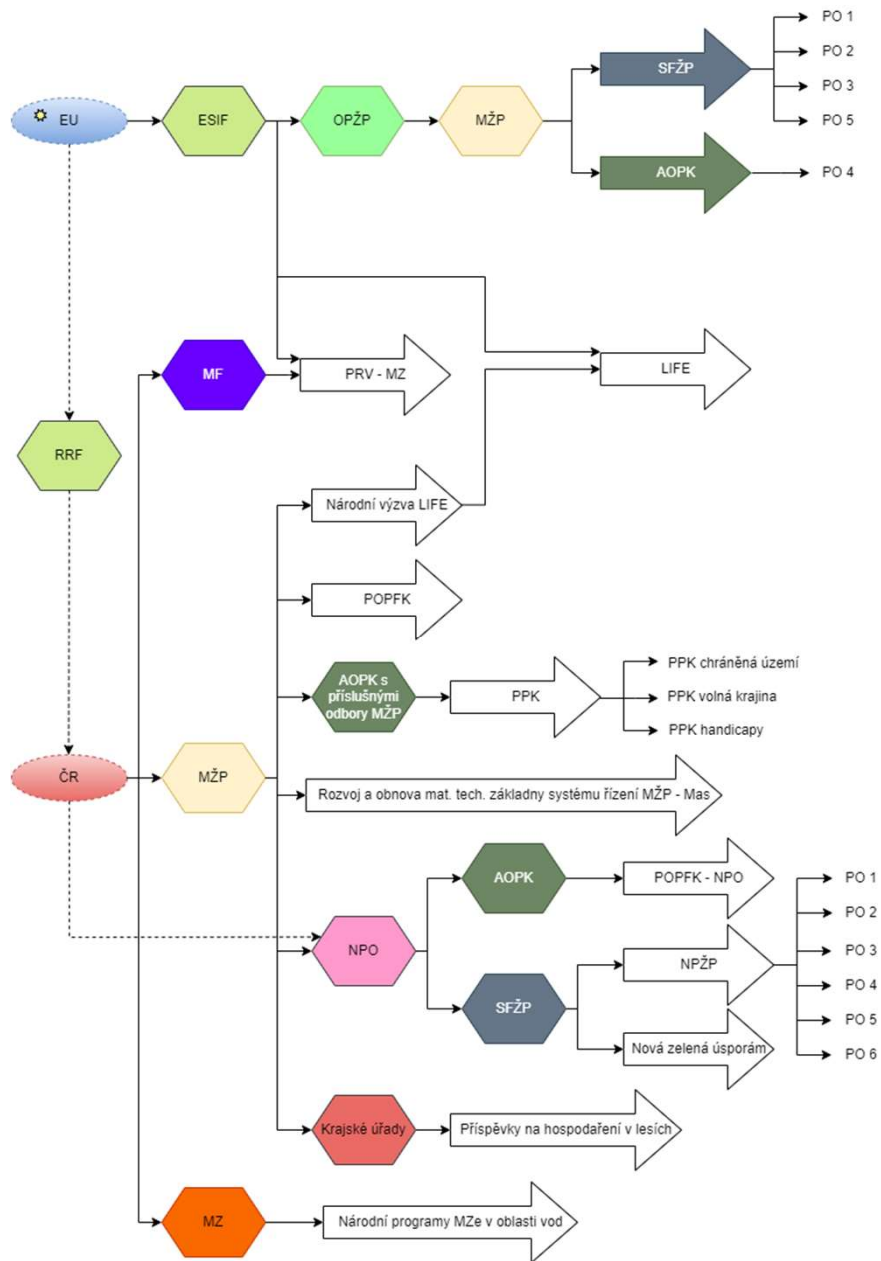 EU
ESIF
OPŽP
MŽP
SFŽP
PO 1
PO 2
PO 3
PO 5
AOPK
PO 4
MF
PRV - MZ
LIFE
RRF
Národní výzva LIFE
POPFK
AOPK s
příslušnými
odbory MŽP
PPK
PPK chráněná území
PPK volná krajina
PPK handicapy
ČR
MŽP
Rozvoj a obnova mat. tech. základny systému řízení MŽP - Mas
NPO
AOPK
POPFK - NPO
SFŽP
NPŽP
PO 1
PO 2
PO 3
PO 4
PO 5
PO 6
Nová zelená úsporám
Krajské úřady
Příspěvky na hospodaření v lesích
MZ
Národní programy MZe v oblasti vod